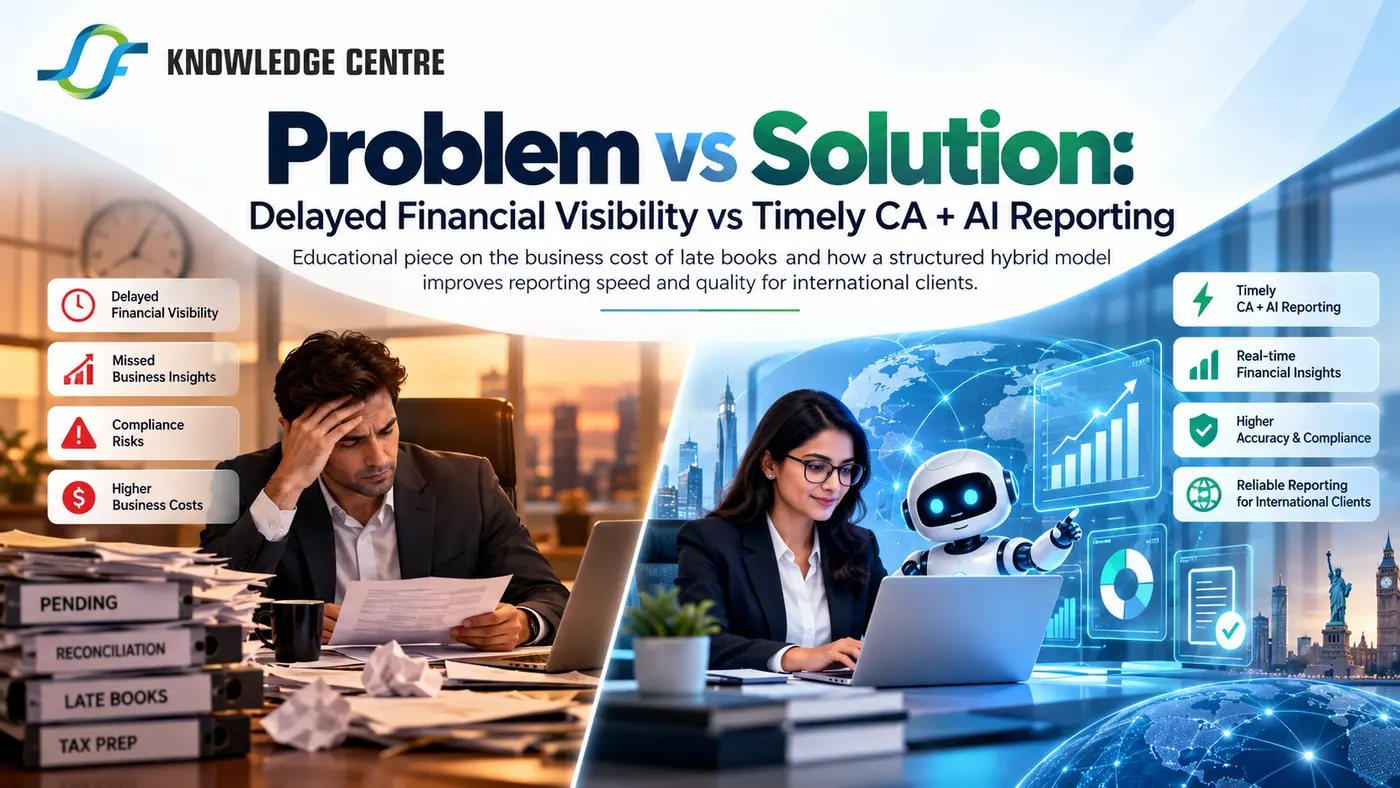 KNOWLEDGE CENTRE
Problem vs Solution:
Delayed Financial Visibility vs Timely CA + AI Reporting
Educational piece on the business cost of late books and how a structured hybrid model
improves reporting speed and quality for international clients.
Delayed
Financial Visibility
Missed
Business Insights
Compliance
Risks
Higher
Business Costs
PENDING
RECONCILIATION
LATE BOOKS
TAX PREP
Timely
CA + AI Reporting
Real-time
Financial Insights
Higher
Accuracy & Compliance
Reliable Reporting
for International Clients